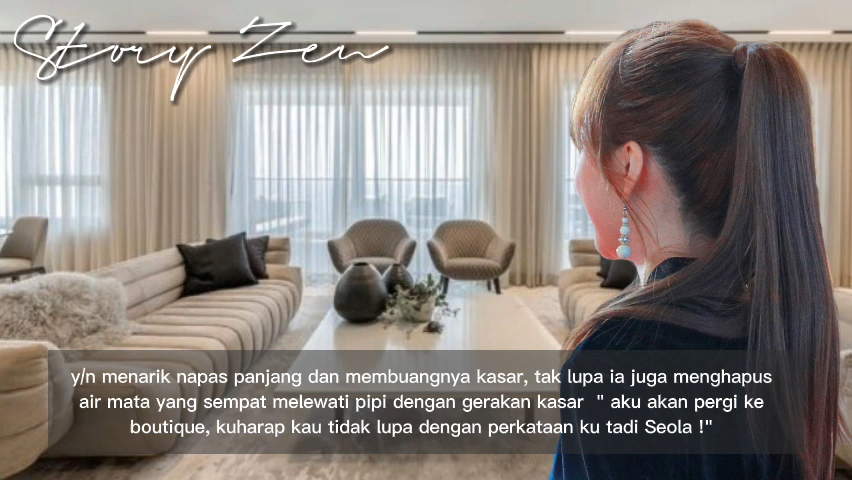 Story Zen
y/n menarik napas panjang dan membuangnya kasar, tak lupa ia juga menghapus
air mata yang sempat melewati pipi dengan gerakan kasar " aku akan pergi ke
boutique, kuharap kau tidak lupa dengan perkataan ku tadi Seola !"